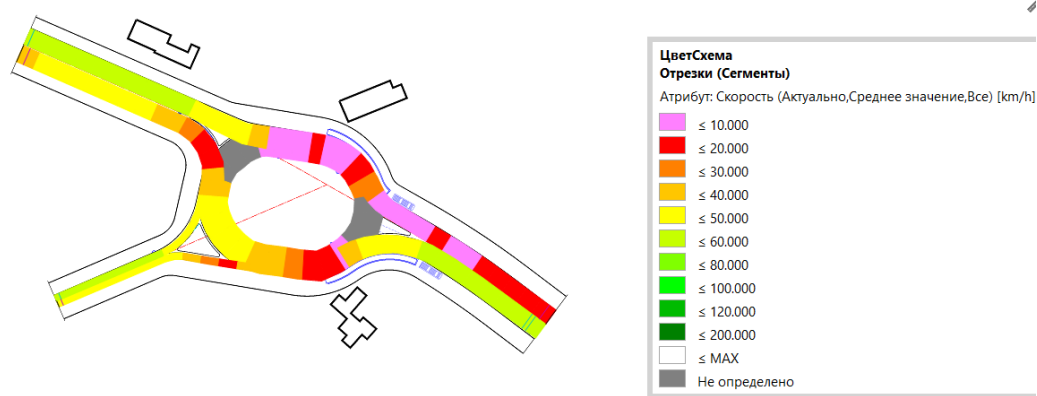 ЦветСхема
Отрезки (Сегменты)
Атрибут: Скорость (Актуально,Среднее значение,Все) [km/h]
≤ 10.000
≤ 20.000
≤ 30.000
≤ 40.000
≤ 50.000
≤ 60.000
≤ 80.000
≤ 100.000
≤ 120.000
≤ 200.000
≤ MAX
Не определено